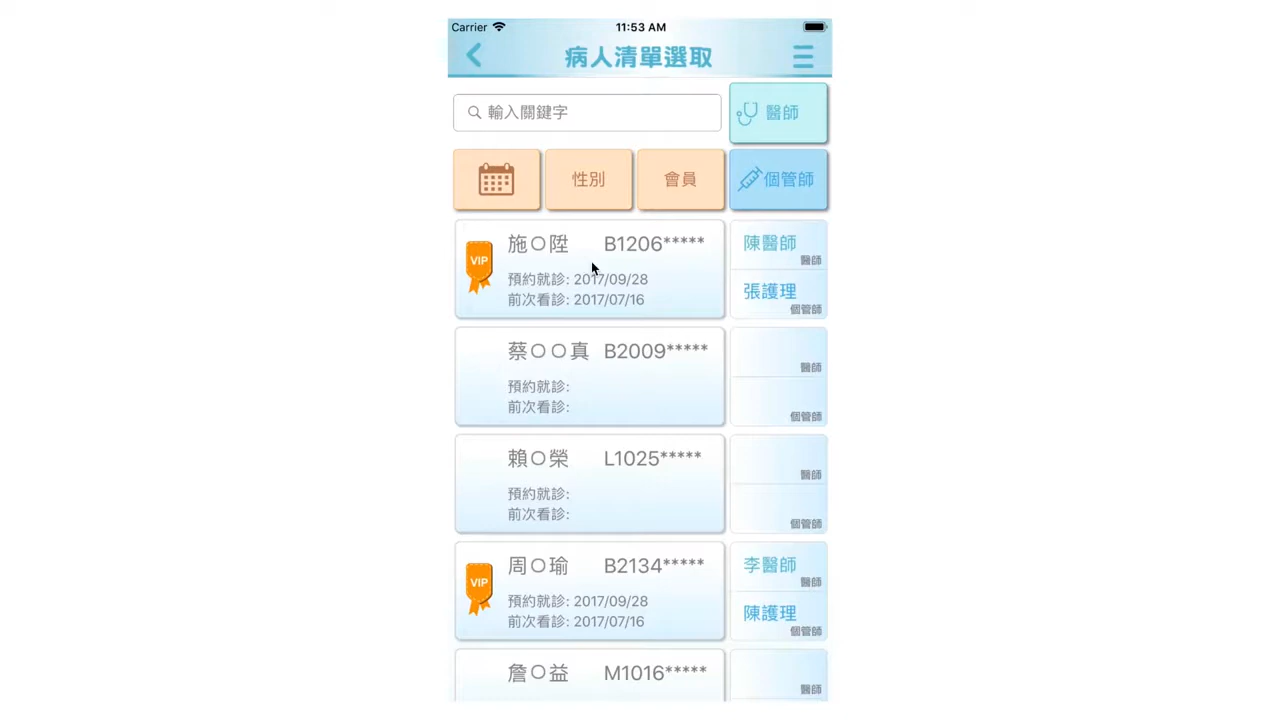 Carrier 11:53 AM
病人清單選取
輸入關鍵字
醫師
性別
會員
個管師
VIP
施〇陞 B1206*****
預約就診: 2017/09/28
前次看診: 2017/07/16
陳醫師
醫師
張護理
個管師
蔡〇〇真 B2009*****
預約就診:
前次看診:
醫師
個管師
賴〇榮 L1025*****
預約就診:
前次看診:
醫師
個管師
VIP
周〇瑜 B2134*****
預約就診: 2017/09/28
前次看診: 2017/07/16
李醫師
醫師
陳護理
個管師
詹〇益 M1016*****
醫師